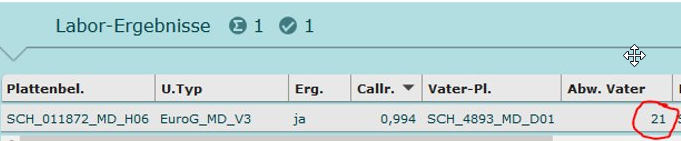 Labor-Ergebnisse 1 1
Plattenbel. U.Typ Erg. Callr. Vater-Pl. Abw. Vater
SCH_011872_MD_H06 EuroG_MD_V3 ja 0,994 SCH_4893_MD_D01 21